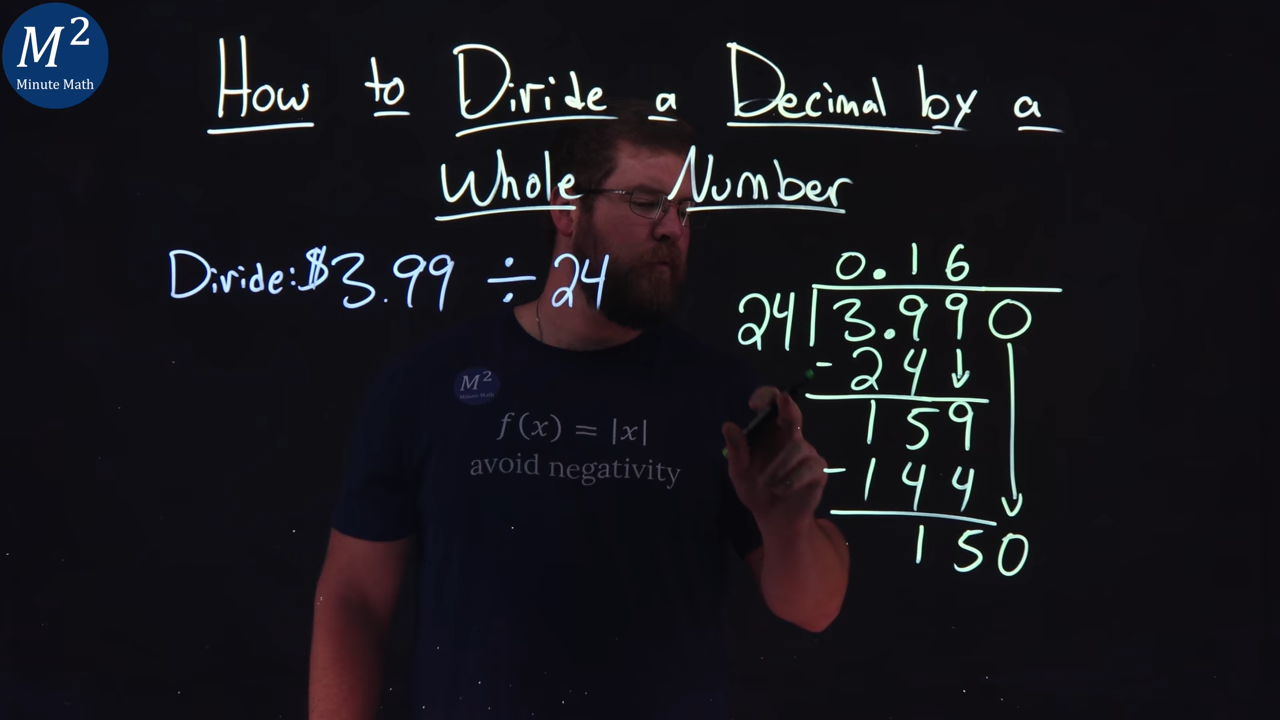 M²
Minute Math
How to Divide a Decimal by a
Whole Number
Divide: $3.99 ÷ 24
0.16
24 3.990
- 24
159
- 144
150
M²
Minute Math
f(x) = |x|
avoid negativity